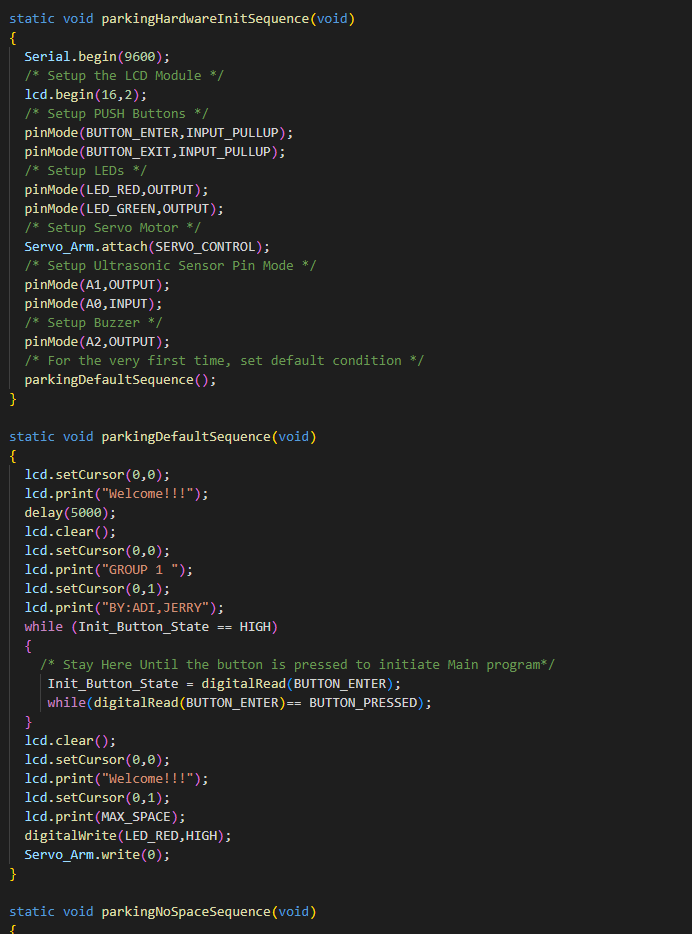 static void parkingHardwareInitSequence(void)
{
Serial.begin(9600);
/* Setup the LCD Module */
lcd.begin(16,2);
/* Setup PUSH Buttons */
pinMode(BUTTON_ENTER,INPUT_PULLUP);
pinMode(BUTTON_EXIT,INPUT_PULLUP);
/* Setup LEDs */
pinMode(LED_RED,OUTPUT);
pinMode(LED_GREEN,OUTPUT);
/* Setup Servo Motor */
Servo_Arm.attach(SERVO_CONTROL);
/* Setup Ultrasonic Sensor Pin Mode */
pinMode(A1,OUTPUT);
pinMode(A0,INPUT);
/* Setup Buzzer */
pinMode(A2,OUTPUT);
/* For the very first time, set default condition */
parkingDefaultSequence();
}
static void parkingDefaultSequence(void)
{
lcd.setCursor(0,0);
lcd.print("Welcome!!!");
delay(5000);
lcd.clear();
lcd.setCursor(0,0);
lcd.print("GROUP 1 ");
lcd.setCursor(0,1);
lcd.print("BY:ADI,JERRY");
while (Init_Button_State == HIGH)
{
/* Stay Here Until the button is pressed to initiate Main program*/
Init_Button_State = digitalRead(BUTTON_ENTER);
while(digitalRead(BUTTON_ENTER)== BUTTON_PRESSED);
}
lcd.clear();
lcd.setCursor(0,0);
lcd.print("Welcome!!!");
lcd.setCursor(0,1);
lcd.print(MAX_SPACE);
digitalWrite(LED_RED,HIGH);
Servo_Arm.write(0);
}
static void parkingNoSpaceSequence(void)
{